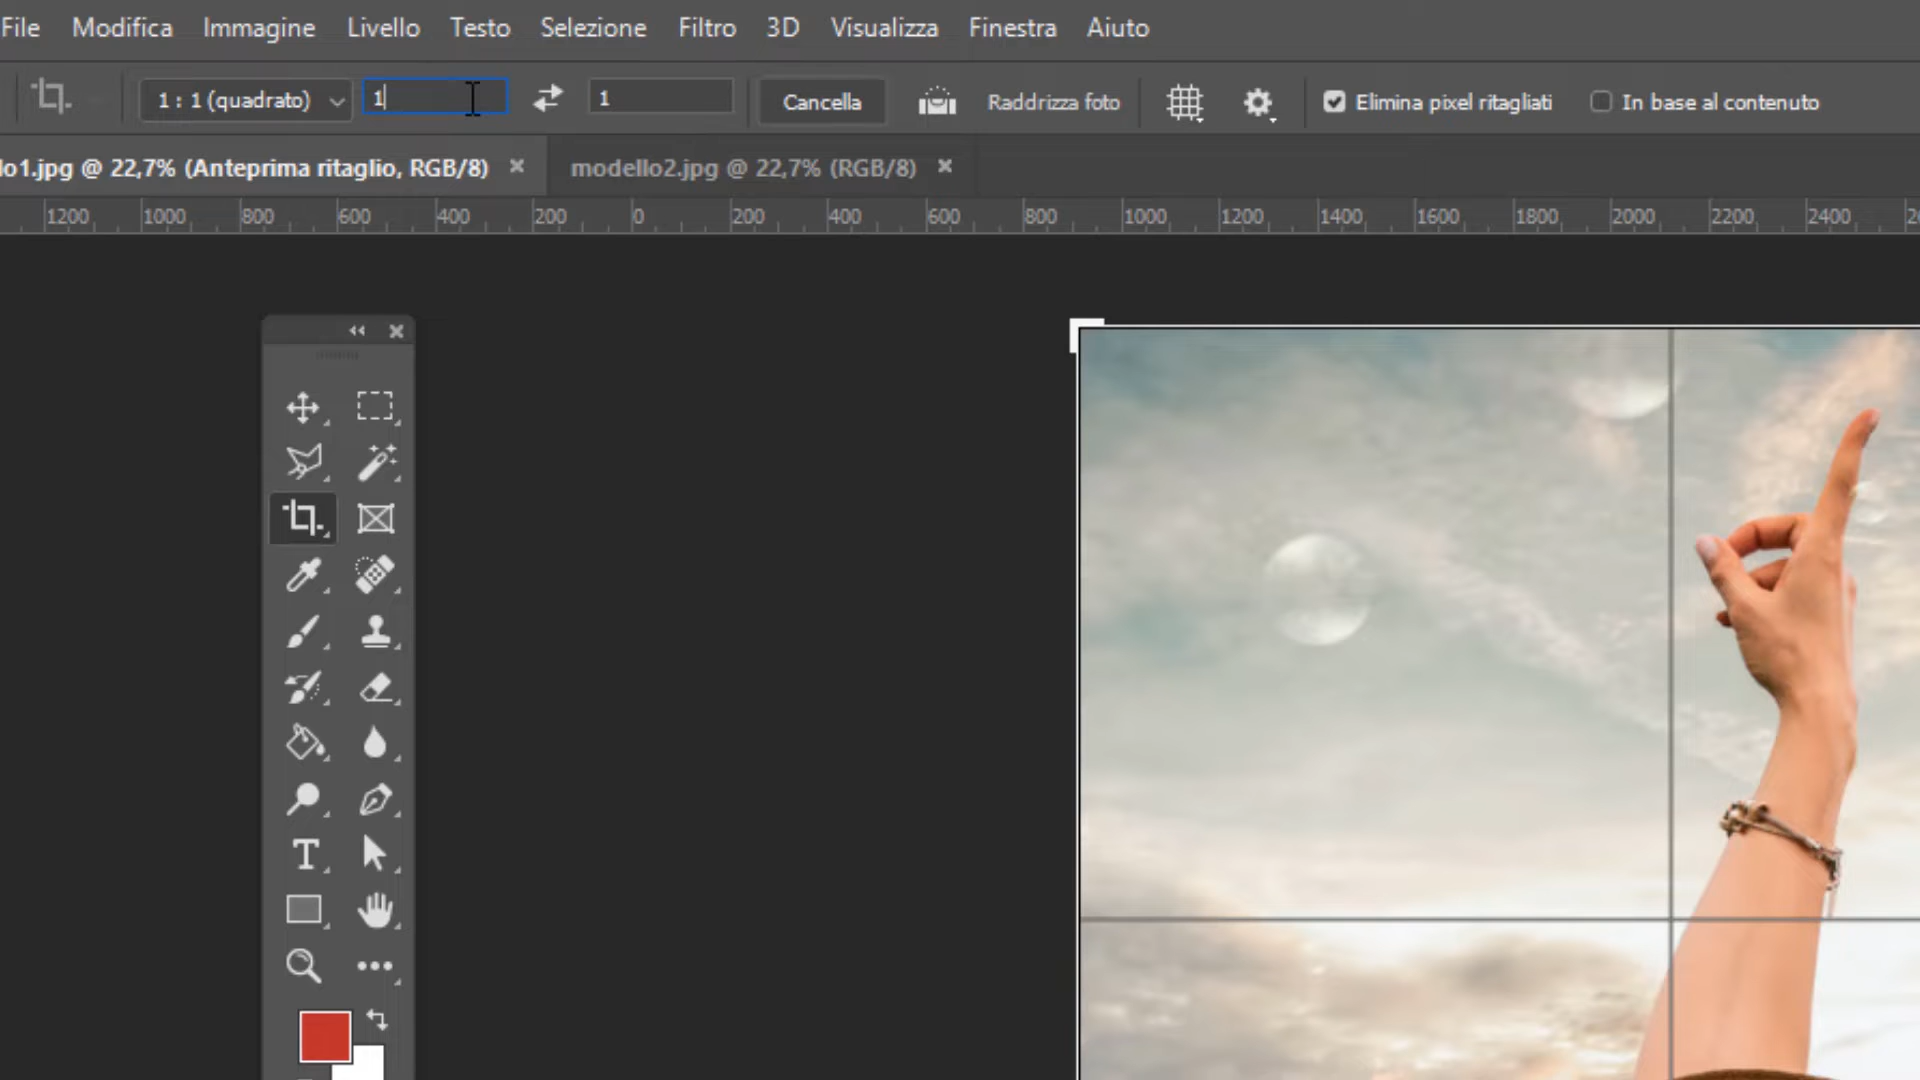 File Modifica Immagine Livello Testo Selezione Filtro 3D Visualizza Finestra Aiuto
1 : 1 (quadrato) 1 1 Cancella Raddrizza foto Elimina pixel ritagliati In base al contenuto
lo1.jpg @ 22,7% (Anteprima ritaglio, RGB/8) × modello2.jpg @ 22,7% (RGB/8) ×
1200 1000 800 600 400 200 0 200 400 600 800 1000 1200 1400 1600 1800 2000 2200 2400 2